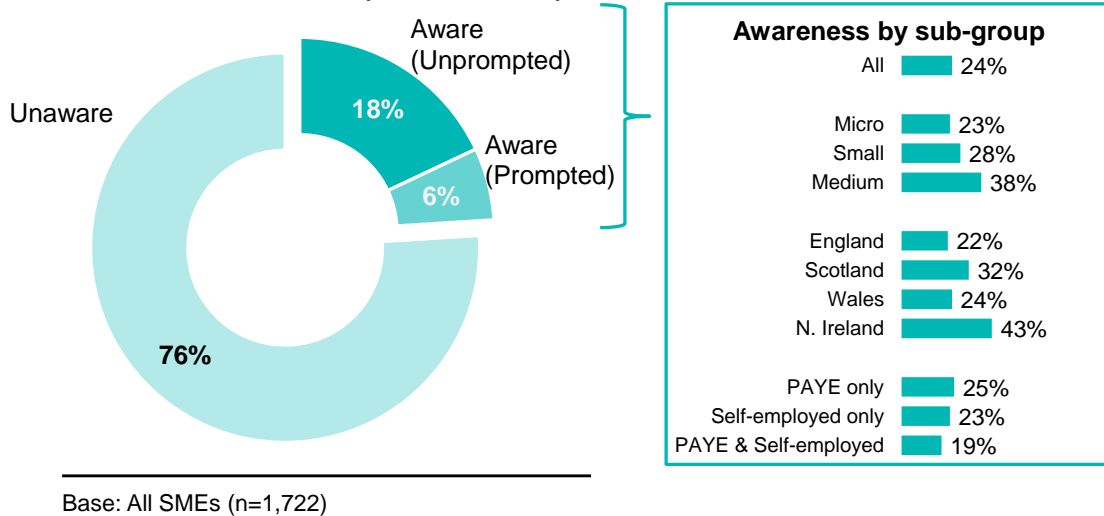 Unaware
Aware
(Unprompted)
18%
Aware
(Prompted)
6%
76%
Awareness by sub-group
All 24%
Micro 23%
Small 28%
Medium 38%
England 22%
Scotland 32%
Wales 24%
N. Ireland 43%
PAYE only 25%
Self-employed only 23%
PAYE & Self-employed 19%
Base: All SMEs (n=1,722)